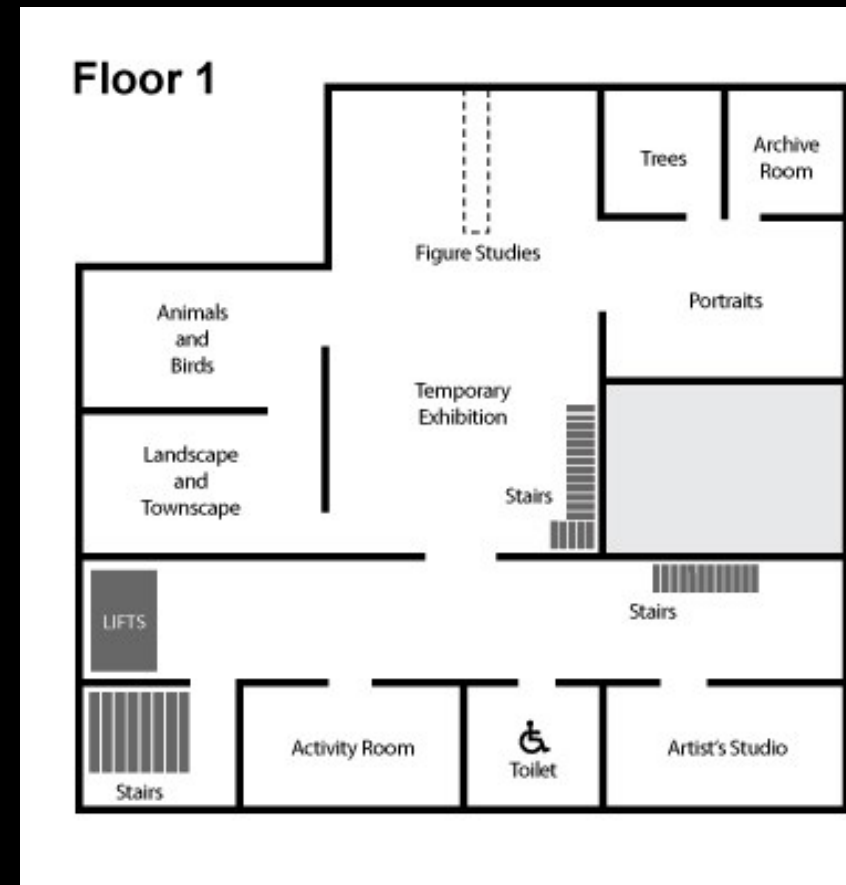 Floor 1
Trees
Archive
Room
Figure Studies
Portraits
Animals
and
Birds
Temporary
Exhibition
Landscape
and
Townscape
Stairs
LIFTS
Stairs
Activity Room
Toilet
Artist's Studio
Stairs